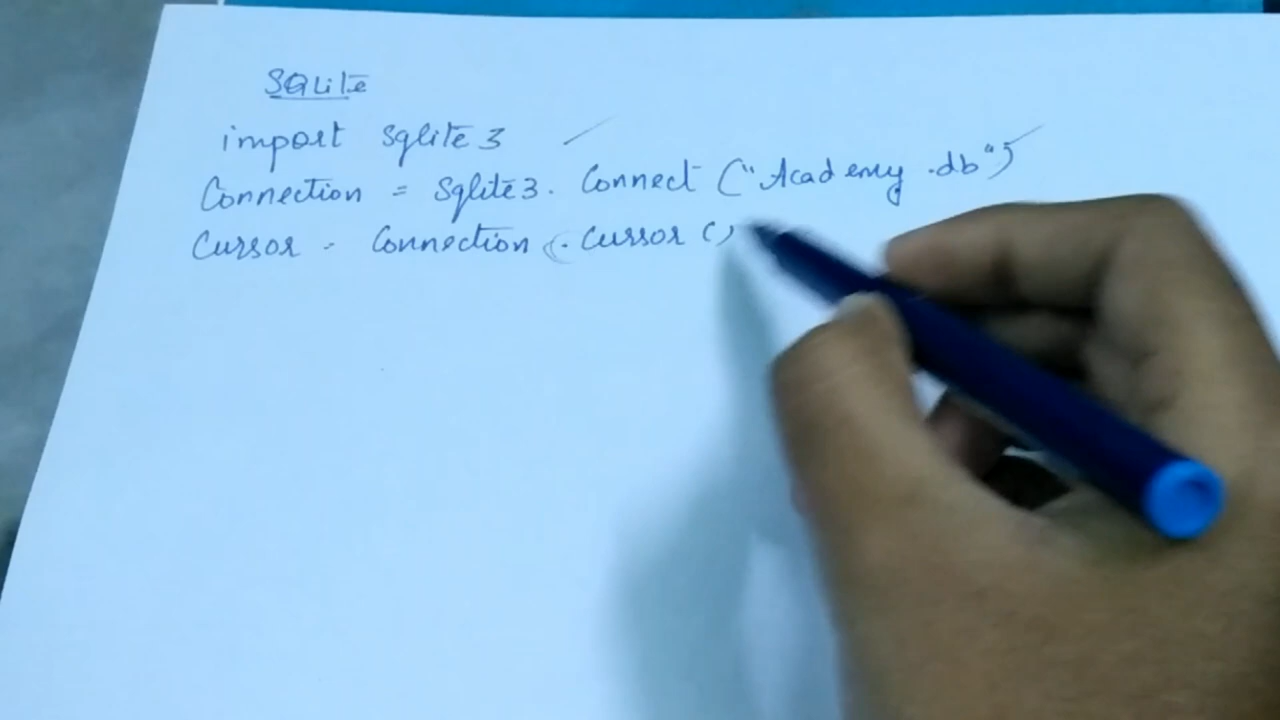 SQLite
import sqlite3
Connection = Sqlite3. Connect ("Academy .db")
Cursor - Connection (. Cursor ()